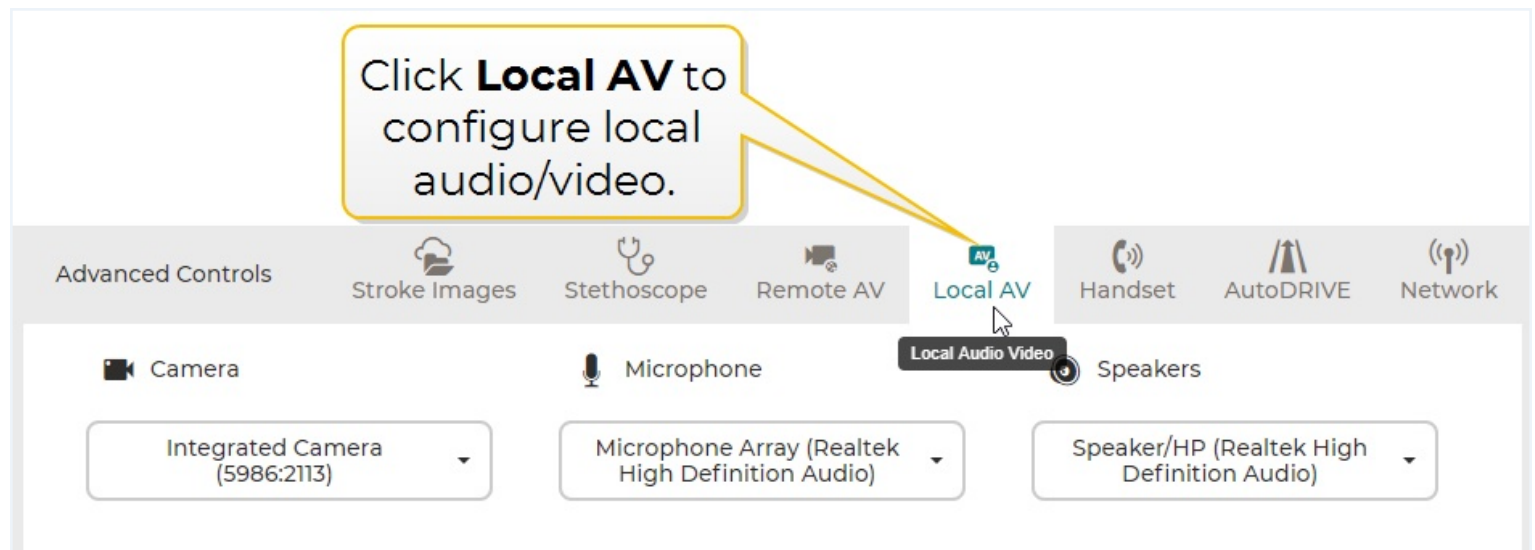 Click Local AV to
configure local
audio/video.
Advanced Controls
Stroke Images
Stethoscope
Remote AV
AV
Local AV
Handset
AutoDRIVE
Network
Local Audio Video
Camera
Microphone
Speakers
Integrated Camera
(5986:2113)
Microphone Array (Realtek
High Definition Audio)
Speaker/HP (Realtek High
Definition Audio)